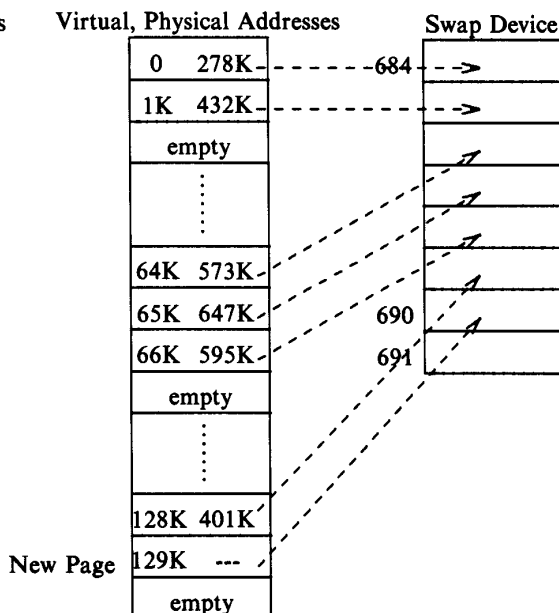 s
Virtual, Physical Addresses
Swap Device
0 278K
684
1K 432K
empty
64K 573K
65K 647K
66K 595K
690
691
empty
128K 401K
New Page 129K ---
empty